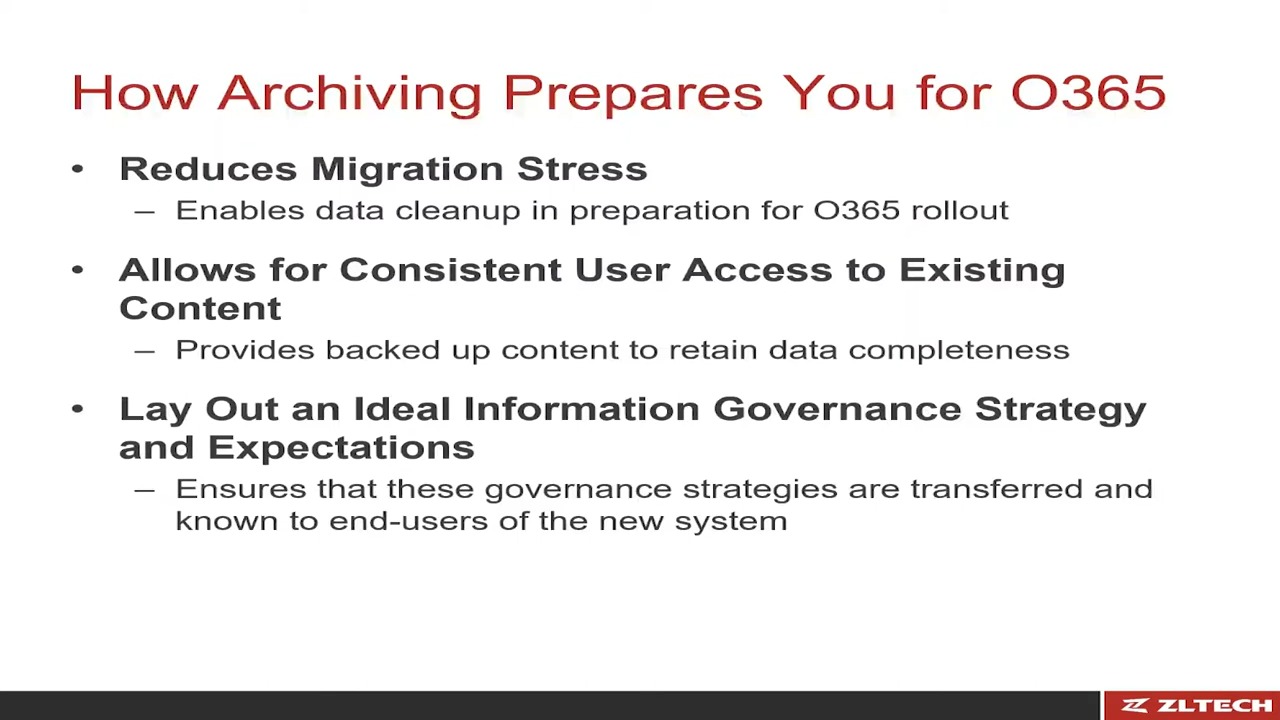 How Archiving Prepares You for O365
• Reduces Migration Stress
– Enables data cleanup in preparation for O365 rollout
• Allows for Consistent User Access to Existing
Content
– Provides backed up content to retain data completeness
• Lay Out an Ideal Information Governance Strategy
and Expectations
– Ensures that these governance strategies are transferred and
known to end-users of the new system
ZLTECH